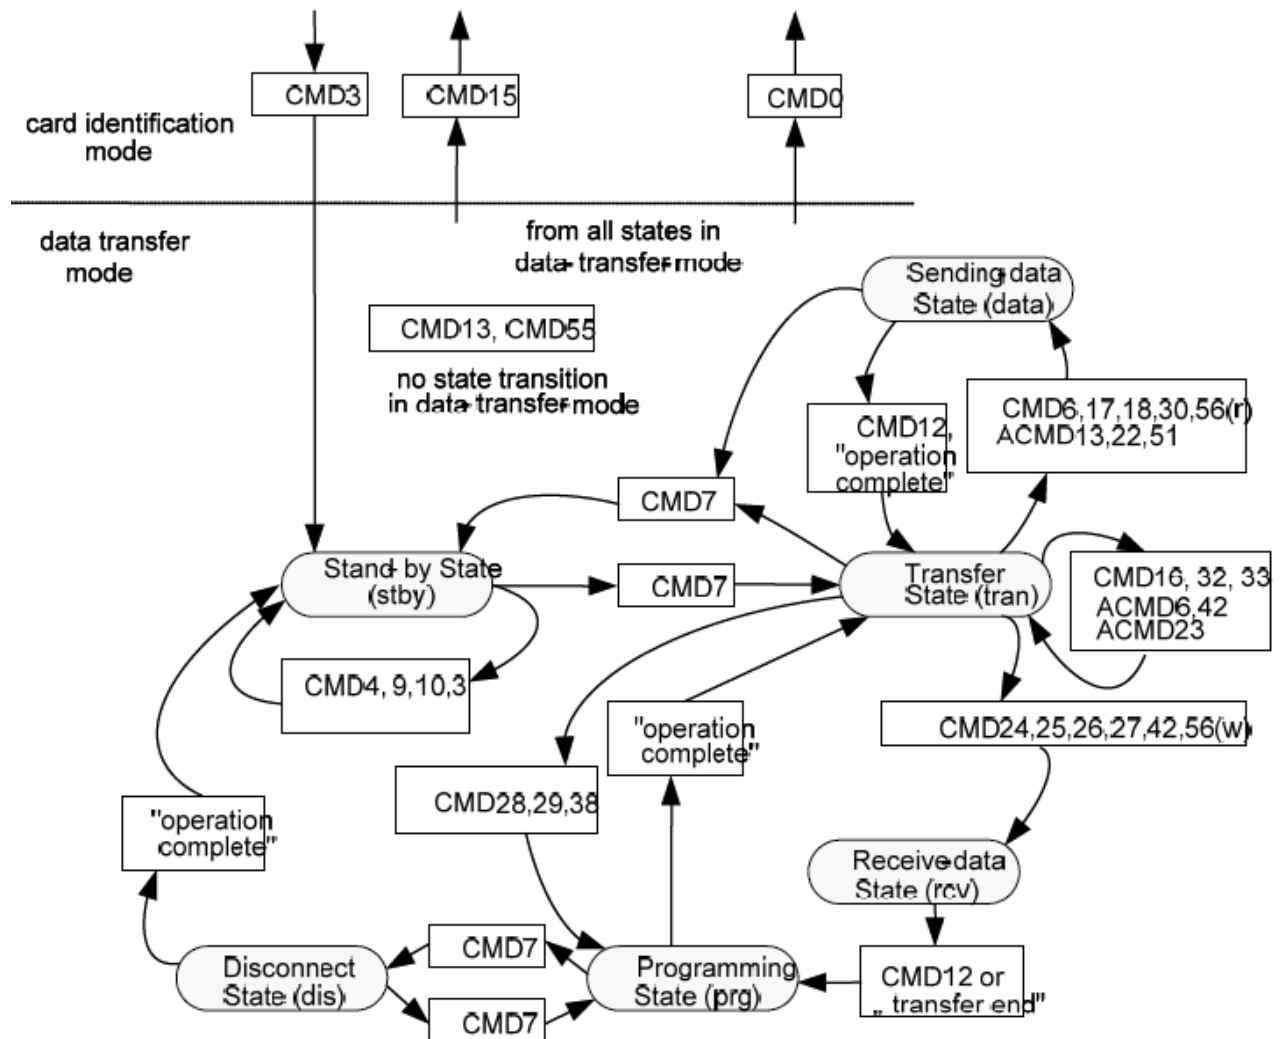 CMD3
CMD15
CMD0
card identification
mode
data transfer
mode
from all states in
data-transfer-mode
Sending-data
State (data)
CMD13, CMD55
no state transition
in data-transfer-mode
CMD6,17,18,30,56(r)
ACMD13,22,51
CMD12,
"operation
complete"
CMD7
Stand-by State
(stby)
CMD7
Transfer
State (tran)
CMD16, 32, 33
ACMD6,42
ACMD23
CMD4, 9,10,3
"operation
complete"
CMD24,25,26,27,42,56(w)
CMD28,29,38
"operation
complete"
Receive-data
State (rcv)
CMD7
Disconnect
State (dis)
Programming
State (prg)
CMD12 or
„ transfer end"
CMD7